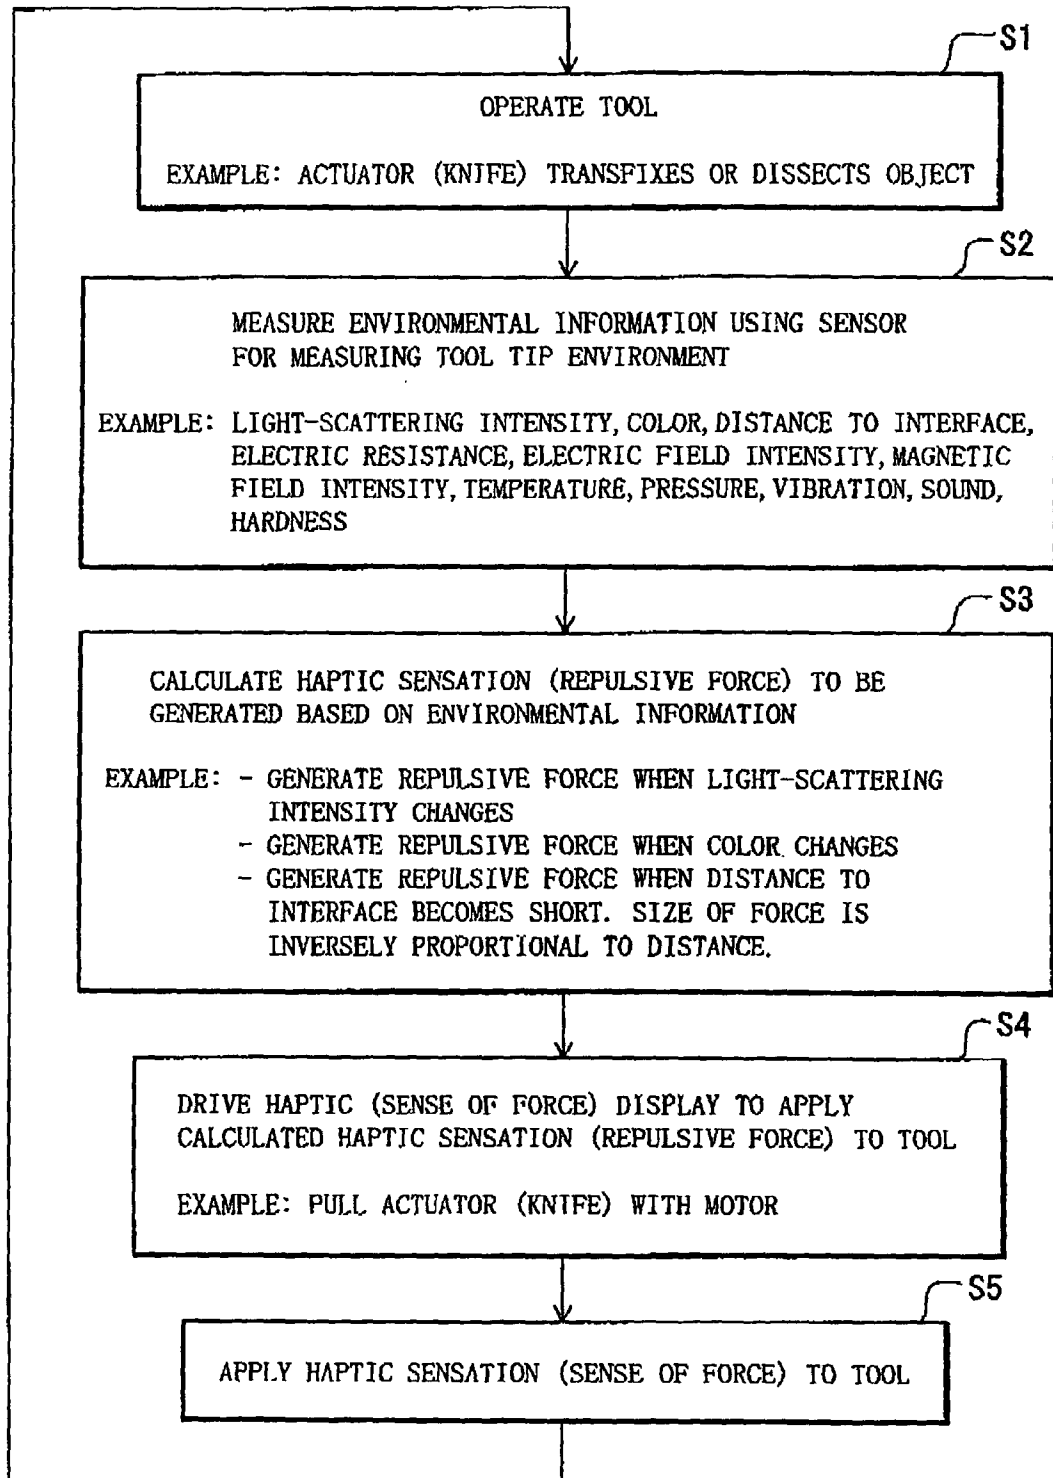 S1
OPERATE TOOL
EXAMPLE: ACTUATOR (KNIFE) TRANSFIXES OR DISSECTS OBJECT
S2
MEASURE ENVIRONMENTAL INFORMATION USING SENSOR
FOR MEASURING TOOL TIP ENVIRONMENT
EXAMPLE: LIGHT-SCATTERING INTENSITY, COLOR, DISTANCE TO INTERFACE,
ELECTRIC RESISTANCE, ELECTRIC FIELD INTENSITY, MAGNETIC
FIELD INTENSITY, TEMPERATURE, PRESSURE, VIBRATION, SOUND,
HARDNESS
S3
CALCULATE HAPTIC SENSATION (REPULSIVE FORCE) TO BE
GENERATED BASED ON ENVIRONMENTAL INFORMATION
EXAMPLE: - GENERATE REPULSIVE FORCE WHEN LIGHT-SCATTERING
INTENSITY CHANGES
- GENERATE REPULSIVE FORCE WHEN COLOR CHANGES
- GENERATE REPULSIVE FORCE WHEN DISTANCE TO
INTERFACE BECOMES SHORT. SIZE OF FORCE IS
INVERSELY PROPORTIONAL TO DISTANCE.
S4
DRIVE HAPTIC (SENSE OF FORCE) DISPLAY TO APPLY
CALCULATED HAPTIC SENSATION (REPULSIVE FORCE) TO TOOL
EXAMPLE: PULL ACTUATOR (KNIFE) WITH MOTOR
S5
APPLY HAPTIC SENSATION (SENSE OF FORCE) TO TOOL